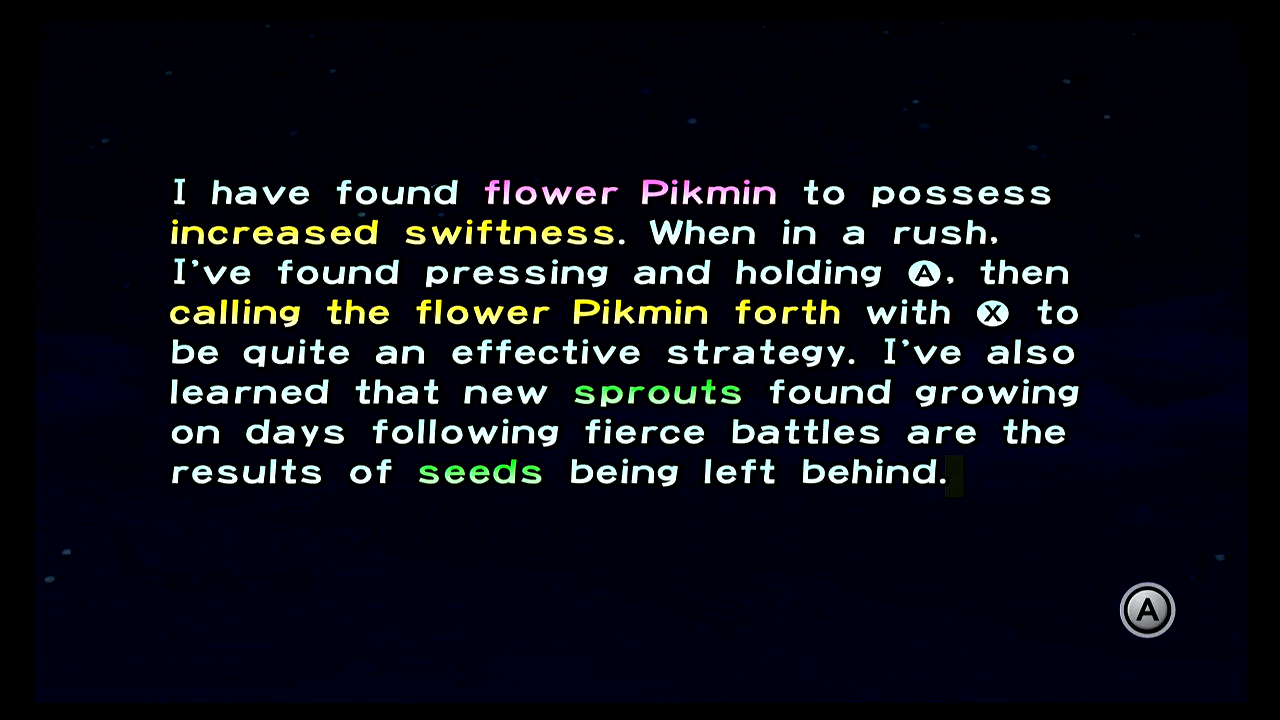 I have found flower Pikmin to possess
increased swiftness. When in a rush,
I've found pressing and holding A, then
calling the flower Pikmin forth with X to
be quite an effective strategy. I've also
learned that new sprouts found growing
on days following fierce battles are the
results of seeds being left behind.
A